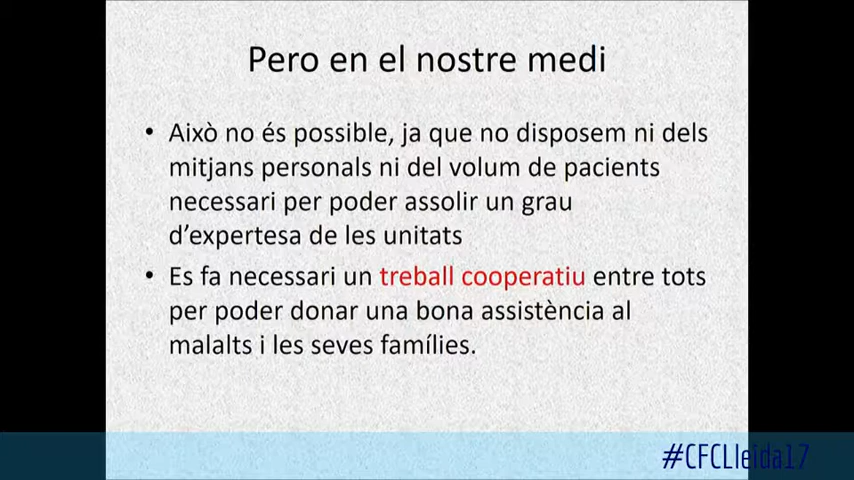 Pero en el nostre medi
• Això no és possible, ja que no disposem ni dels
mitjans personals ni del volum de pacients
necessari per poder assolir un grau
d'expertesa de les unitats
• Es fa necessari un treball cooperatiu entre tots
per poder donar una bona assistència al
malalts i les seves famílies.
#CFCLleida17